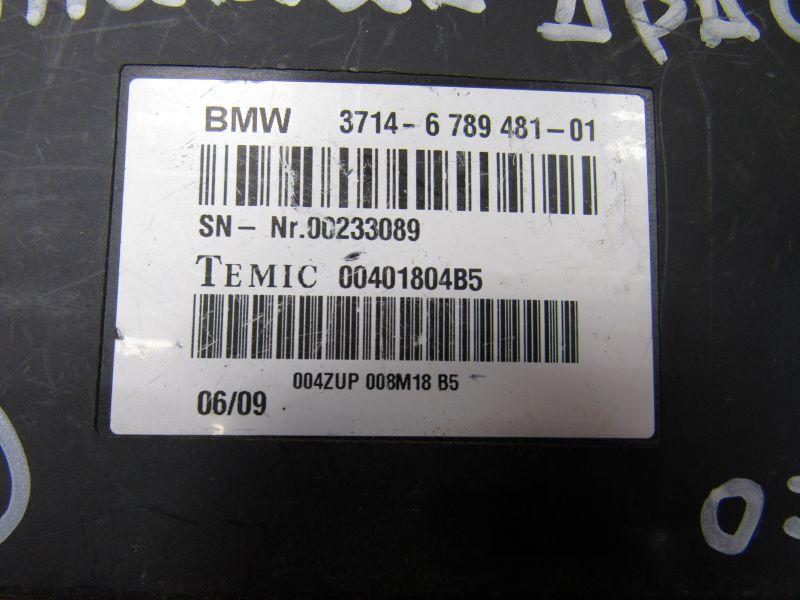 BMW 3714-6 789 481-01
SN- Nr.00233089
TEMIC 00401804B5
004ZUP 008M18 B5
06/09